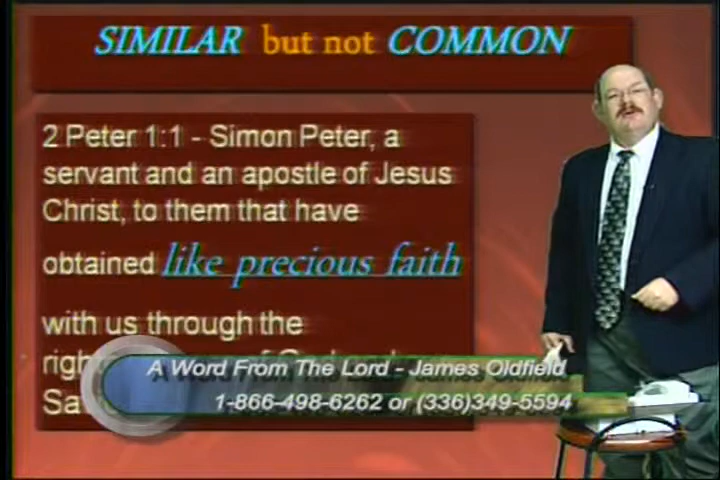 SIMILAR but not COMMON
2 Peter 1:1 - Simon Peter, a
servant and an apostle of Jesus
Christ, to them that have
obtained like precious faith
with us through the
A Word From The Lord - James Oldfield
1-866-498-6262 or (336)349-5594